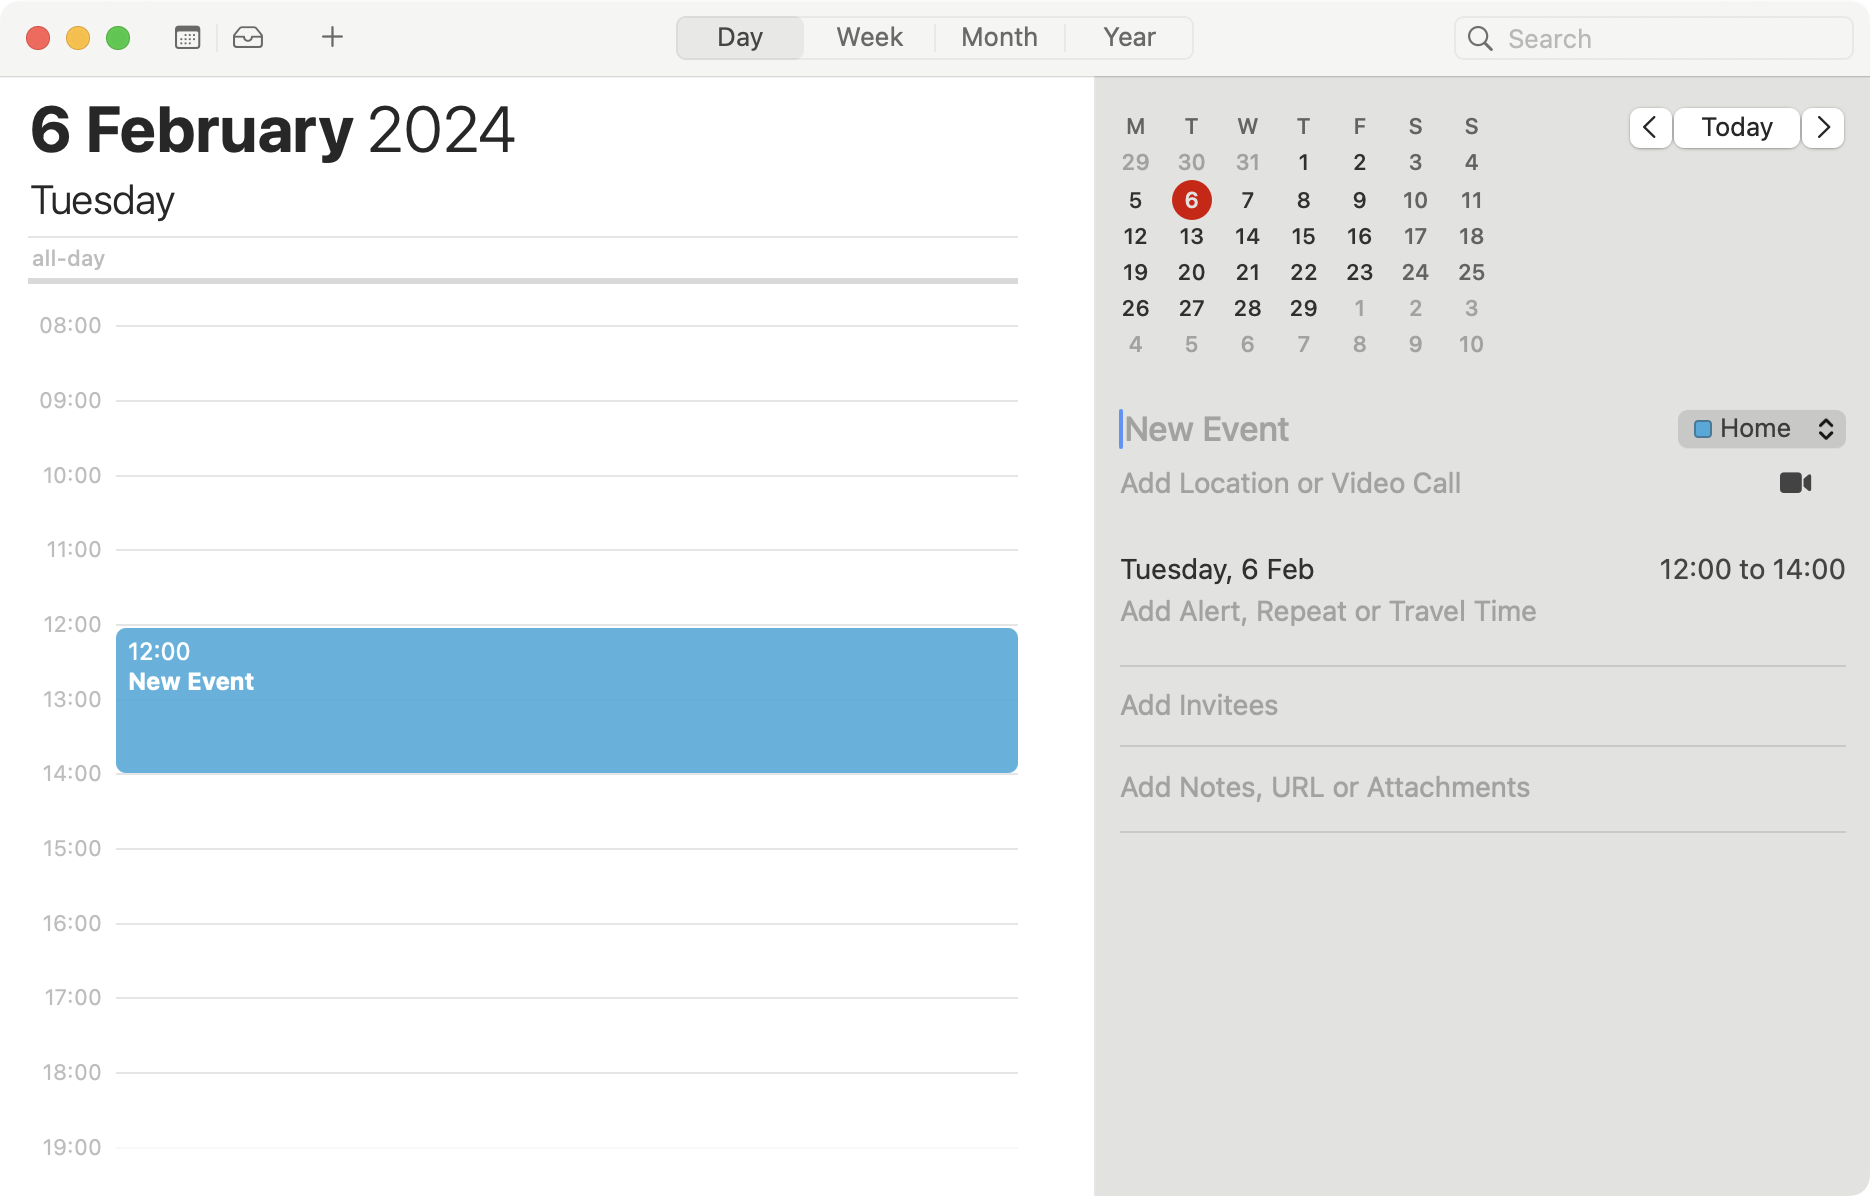 Day Week Month Year
Search
6 February 2024
Tuesday
all-day
08:00
09:00
10:00
11:00
12:00
12:00
New Event
13:00
14:00
15:00
16:00
17:00
18:00
19:00
Today
M T W T F S S
29 30 31 1 2 3 4
5 6 7 8 9 10 11
12 13 14 15 16 17 18
19 20 21 22 23 24 25
26 27 28 29 1 2 3
4 5 6 7 8 9 10
New Event
Home
Add Location or Video Call
Tuesday, 6 Feb 12:00 to 14:00
Add Alert, Repeat or Travel Time
Add Invitees
Add Notes, URL or Attachments